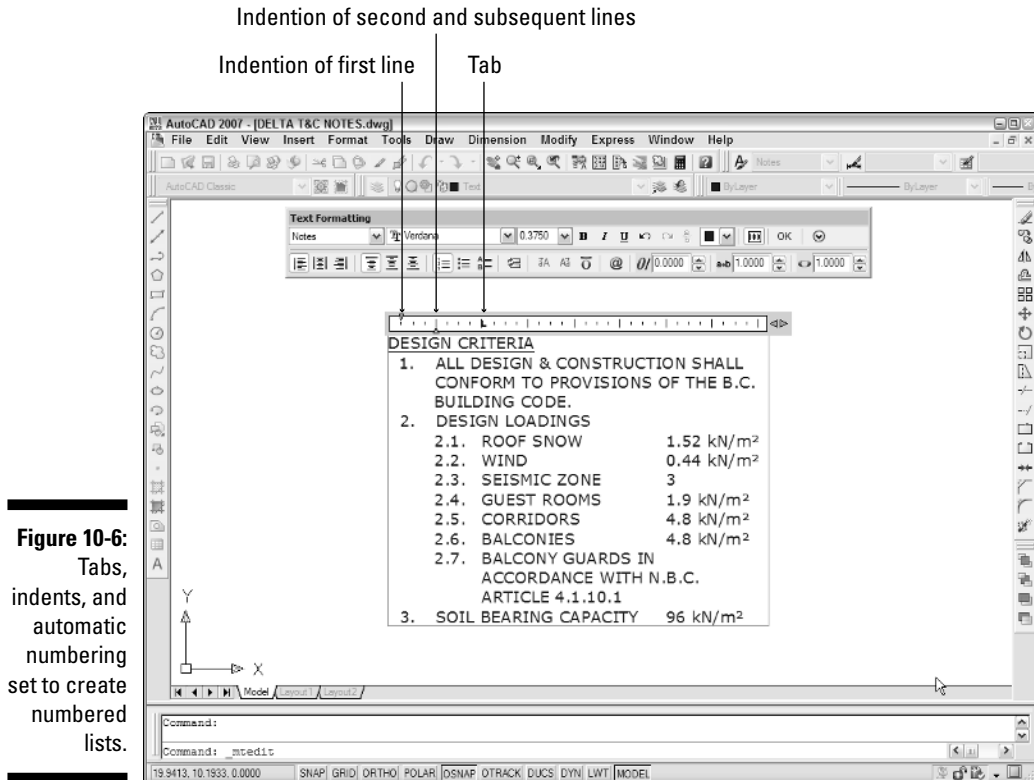 Indention of second and subsequent lines
Indention of first line
Tab
AutoCAD 2007 - [DELTA T&C NOTES.dwg]
File Edit View Insert Format Tools Draw Dimension Modify Express Window Help
Notes
AutoCAD Classic
Text
ByLayer
ByLayer
Text Formatting
Notes
Verdana
0.3750
B I U
OK
@
0/ 0.0000
a•b 1.0000
1.0000
DESIGN CRITERIA
1. ALL DESIGN & CONSTRUCTION SHALL
CONFORM TO PROVISIONS OF THE B.C.
BUILDING CODE.
2. DESIGN LOADINGS
2.1. ROOF SNOW 1.52 kN/m²
2.2. WIND 0.44 kN/m²
2.3. SEISMIC ZONE 3
2.4. GUEST ROOMS 1.9 kN/m²
2.5. CORRIDORS 4.8 kN/m²
2.6. BALCONIES 4.8 kN/m²
2.7. BALCONY GUARDS IN
ACCORDANCE WITH N.B.C.
ARTICLE 4.1.10.1
3. SOIL BEARING CAPACITY 96 kN/m²
A
Y
X
Model Layout1 Layout2
Command:
Command: _mtedit
19.9413, 10.1933, 0.0000
SNAP GRID ORTHO POLAR OSNAP OTRACK DUCS DYN LWT MODEL
Figure 10-6:
Tabs,
indents, and
automatic
numbering
set to create
numbered
lists.